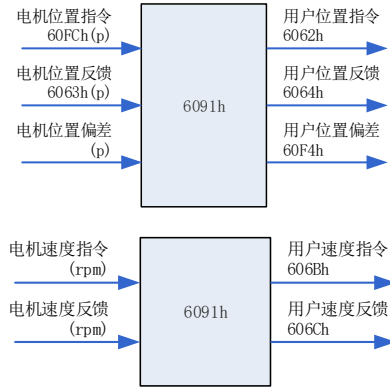 电机位置指令
60FCh(p)
用户位置指令
6062h
电机位置反馈
6063h(p)
6091h
用户位置反馈
6064h
电机位置偏差
(p)
用户位置偏差
60F4h
电机速度指令
(rpm)
用户速度指令
606Bh
6091h
电机速度反馈
(rpm)
用户速度反馈
606Ch